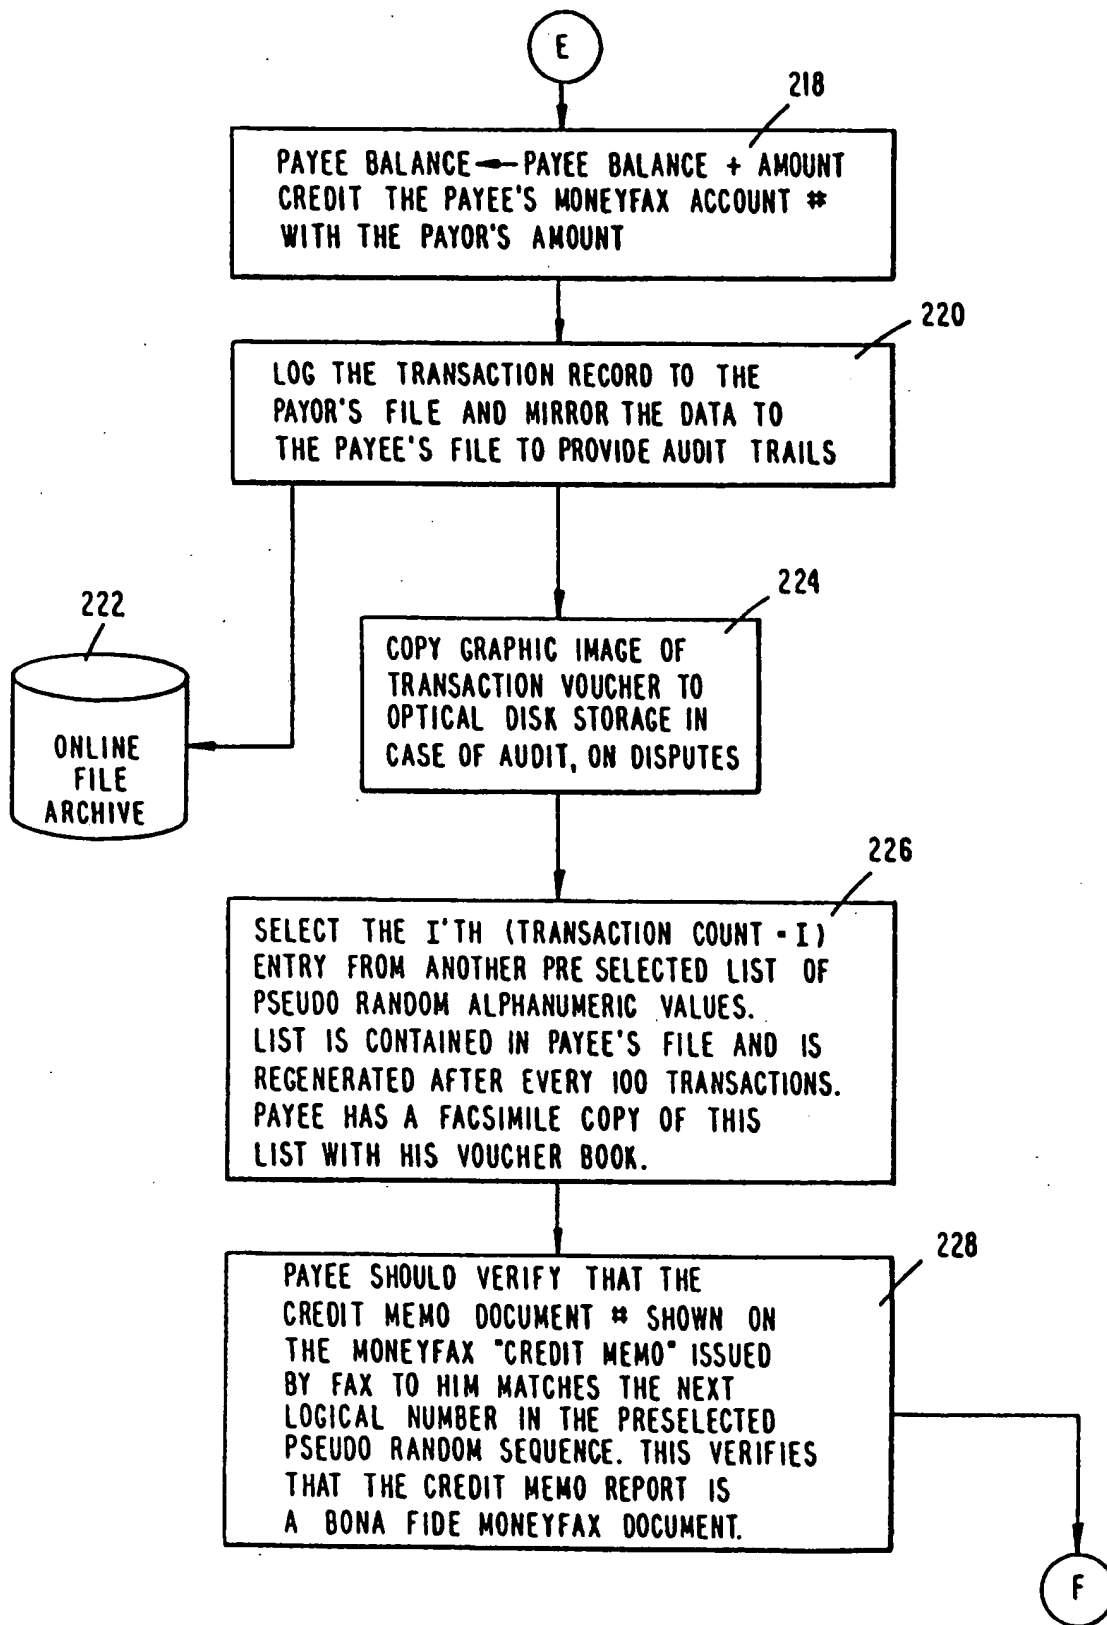 E
218
PAYEE BALANCE ← PAYEE BALANCE + AMOUNT
CREDIT THE PAYEE'S MONEYFAX ACCOUNT #
WITH THE PAYOR'S AMOUNT
220
LOG THE TRANSACTION RECORD TO THE
PAYOR'S FILE AND MIRROR THE DATA TO
THE PAYEE'S FILE TO PROVIDE AUDIT TRAILS
222
ONLINE
FILE
ARCHIVE
224
COPY GRAPHIC IMAGE OF
TRANSACTION VOUCHER TO
OPTICAL DISK STORAGE IN
CASE OF AUDIT, ON DISPUTES
226
SELECT THE I'TH (TRANSACTION COUNT = I)
ENTRY FROM ANOTHER PRE SELECTED LIST OF
PSEUDO RANDOM ALPHANUMERIC VALUES.
LIST IS CONTAINED IN PAYEE'S FILE AND IS
REGENERATED AFTER EVERY 100 TRANSACTIONS.
PAYEE HAS A FACSIMILE COPY OF THIS
LIST WITH HIS VOUCHER BOOK.
228
PAYEE SHOULD VERIFY THAT THE
CREDIT MEMO DOCUMENT # SHOWN ON
THE MONEYFAX "CREDIT MEMO" ISSUED
BY FAX TO HIM MATCHES THE NEXT
LOGICAL NUMBER IN THE PRESELECTED
PSEUDO RANDOM SEQUENCE. THIS VERIFIES
THAT THE CREDIT MEMO REPORT IS
A BONA FIDE MONEYFAX DOCUMENT.
F